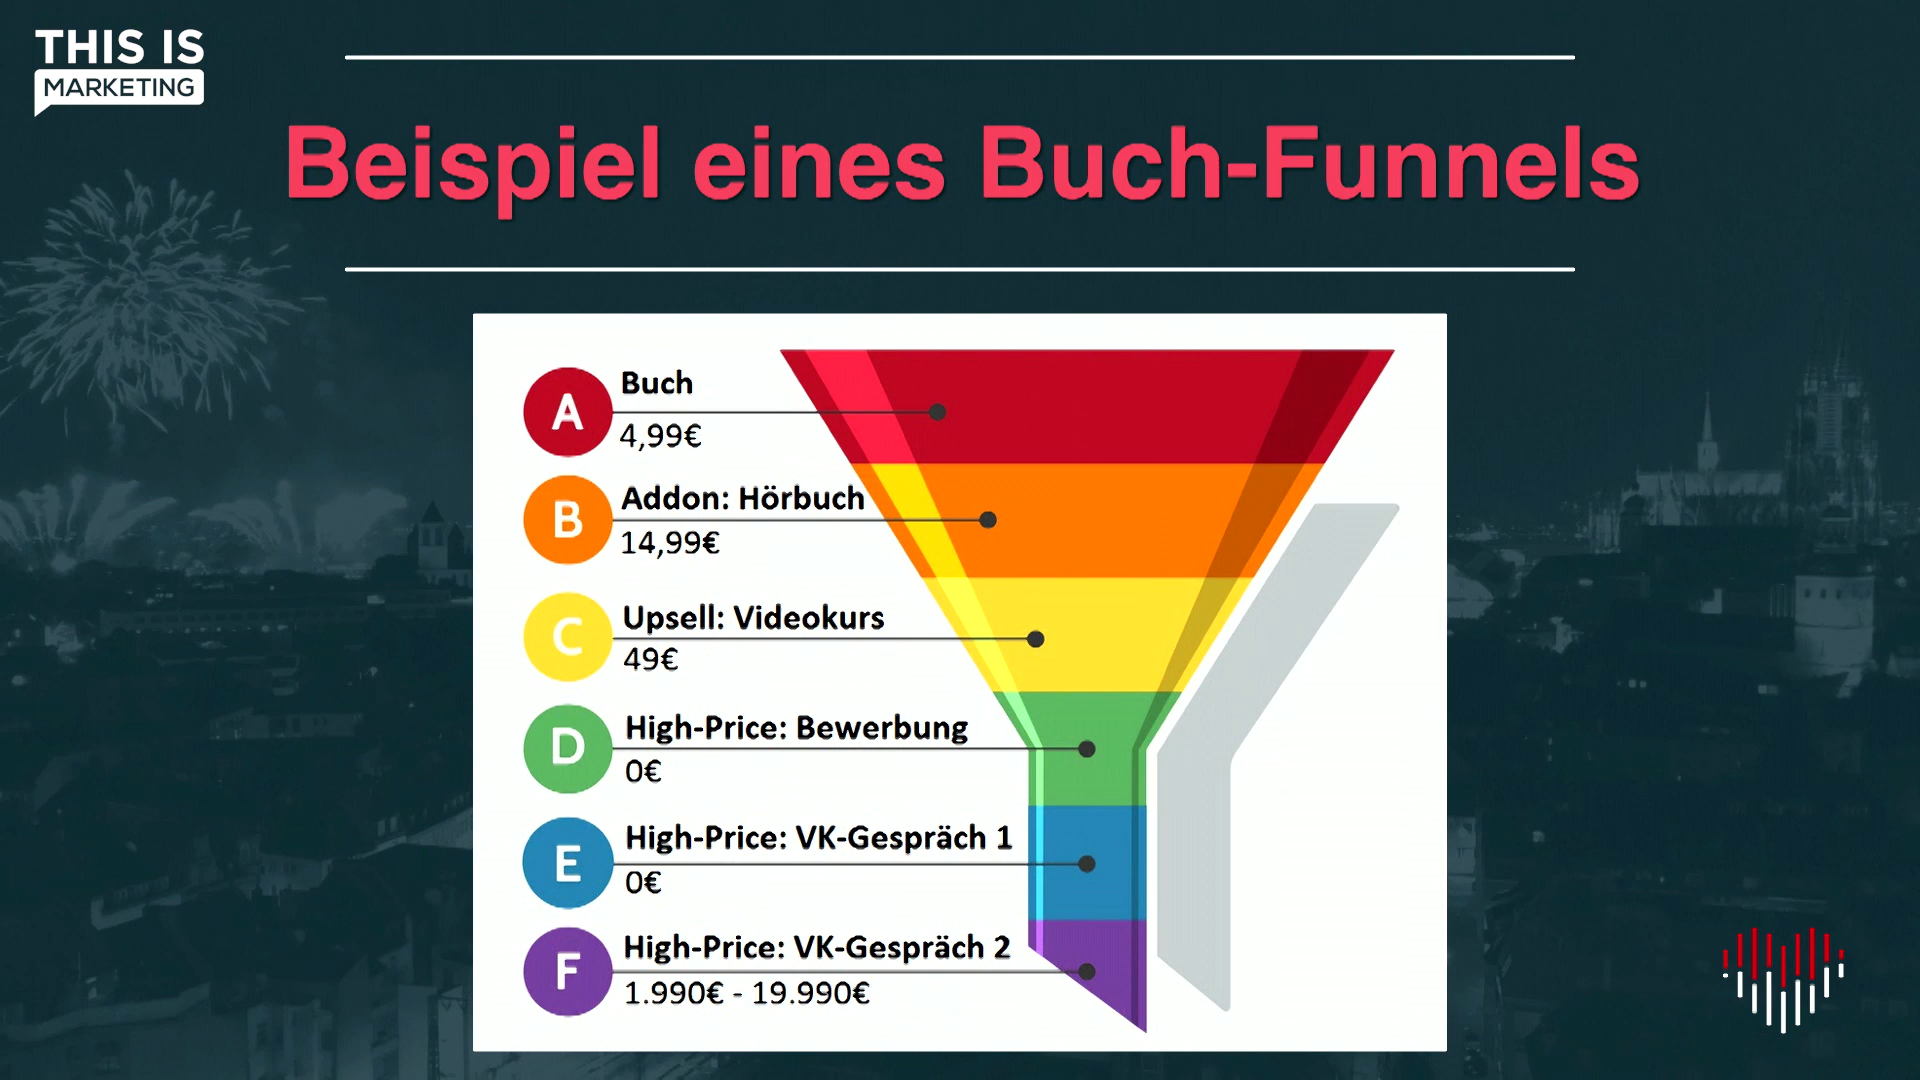 THIS IS
MARKETING
Beispiel eines Buch-Funnels
A
Buch
4,99€
B
Addon: Hörbuch
14,99€
C
Upsell: Videokurs
49€
D
High-Price: Bewerbung
0€
E
High-Price: VK-Gespräch 1
0€
F
High-Price: VK-Gespräch 2
1.990€ - 19.990€